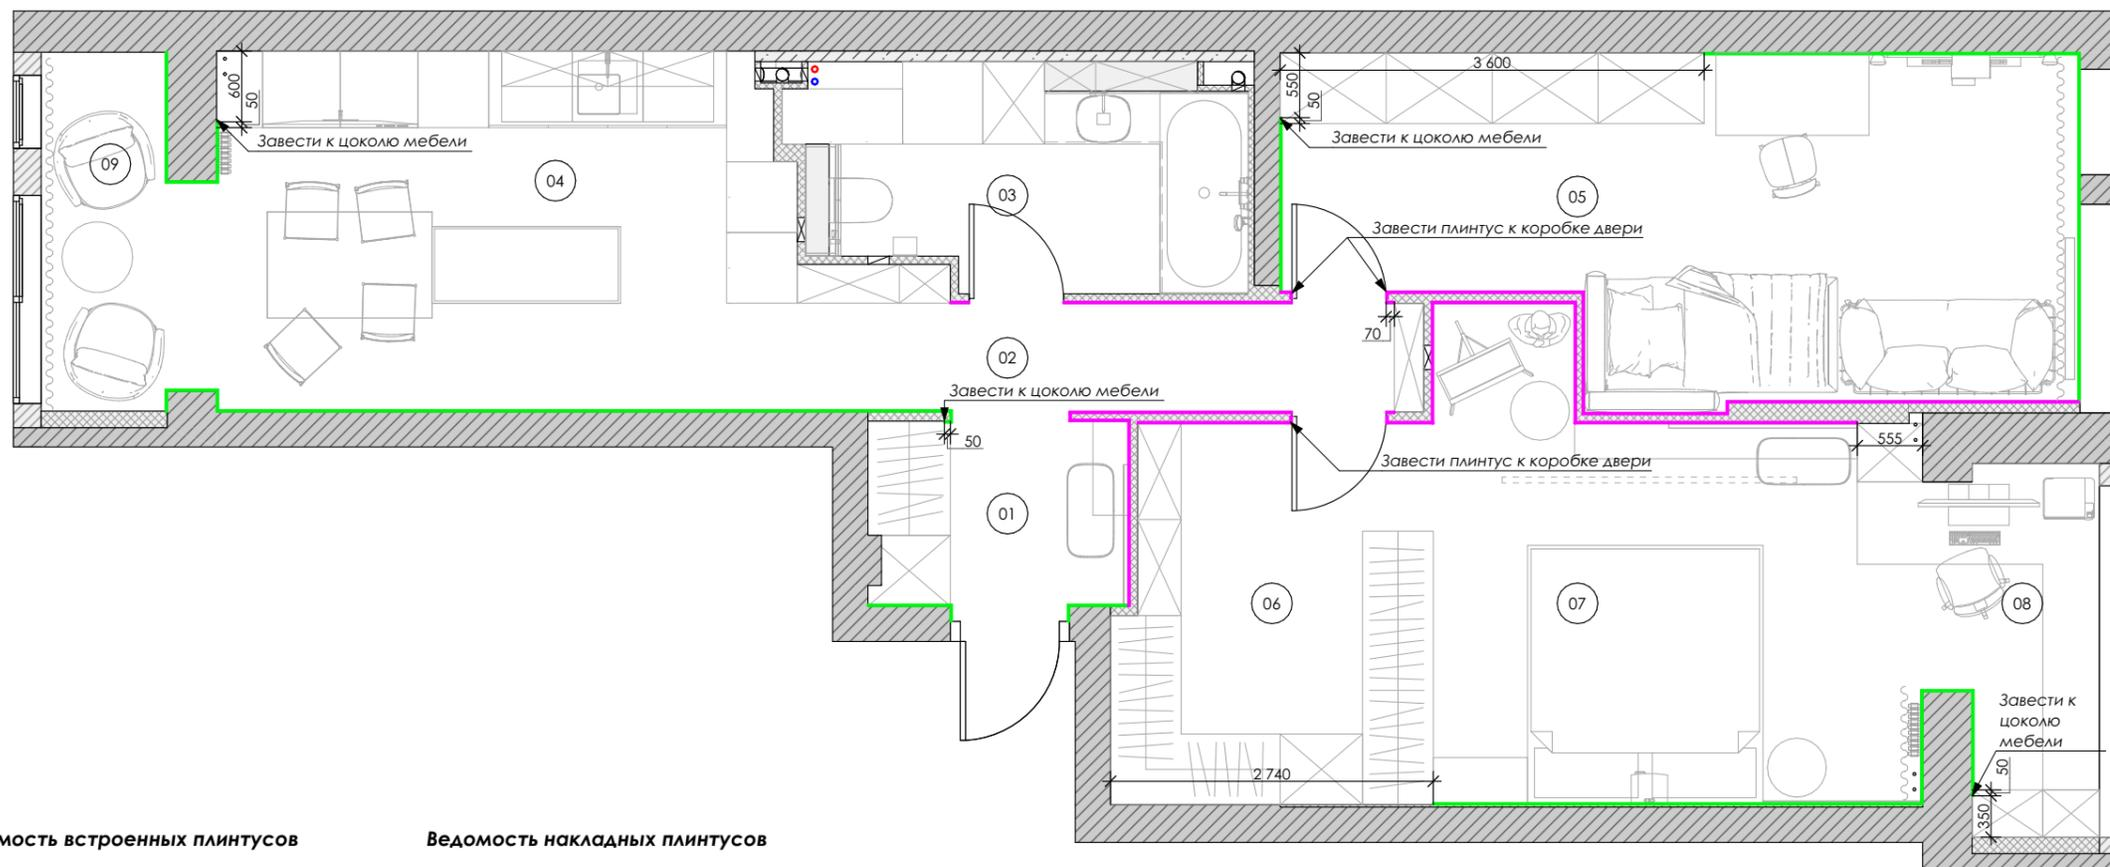 3 600
600
50
550
50
Завести к цоколю мебели
Завести к цоколю мебели
09
04
03
05
Завести плинтус к коробке двери
70
02
Завести к цоколю мебели
50
555
Завести плинтус к коробке двери
01
06
07
08
Завести к
цоколю
мебели
50
2 740
350
мость встроенных плинтусов
Ведомость накладных плинтусов